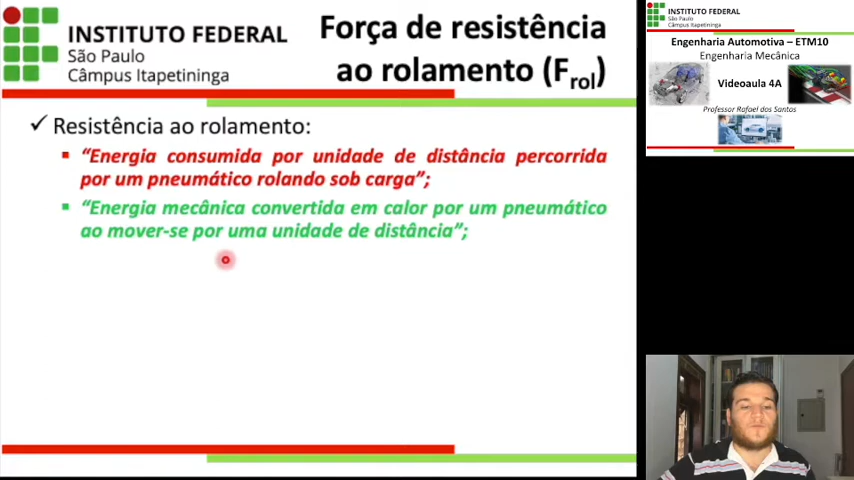 INSTITUTO FEDERAL
São Paulo
Câmpus Itapetininga
Força de resistência
ao rolamento (Frol)
✓ Resistência ao rolamento:
▪ “Energia consumida por unidade de distância percorrida
por um pneumático rolando sob carga”;
▪ “Energia mecânica convertida em calor por um pneumático
ao mover-se por uma unidade de distância”;
INSTITUTO FEDERAL
São Paulo
Câmpus Itapetininga
Engenharia Automotiva – ETM10
Engenharia Mecânica
Videoaula 4A
Professor Rafael dos Santos